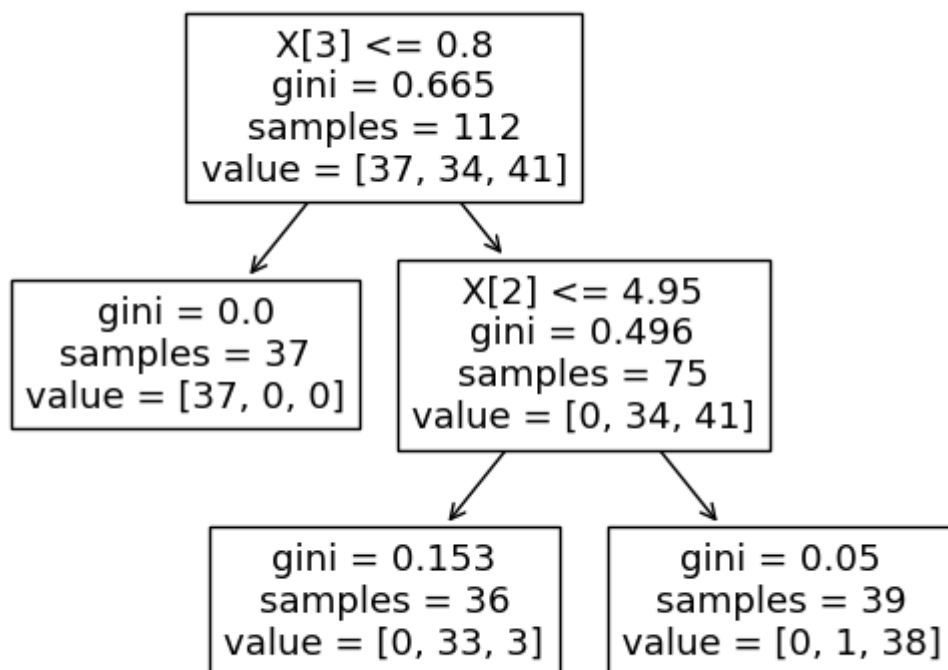 X[3] <= 0.8
gini = 0.665
samples = 112
value = [37, 34, 41]
gini = 0.0
samples = 37
value = [37, 0, 0]
X[2] <= 4.95
gini = 0.496
samples = 75
value = [0, 34, 41]
gini = 0.153
samples = 36
value = [0, 33, 3]
gini = 0.05
samples = 39
value = [0, 1, 38]